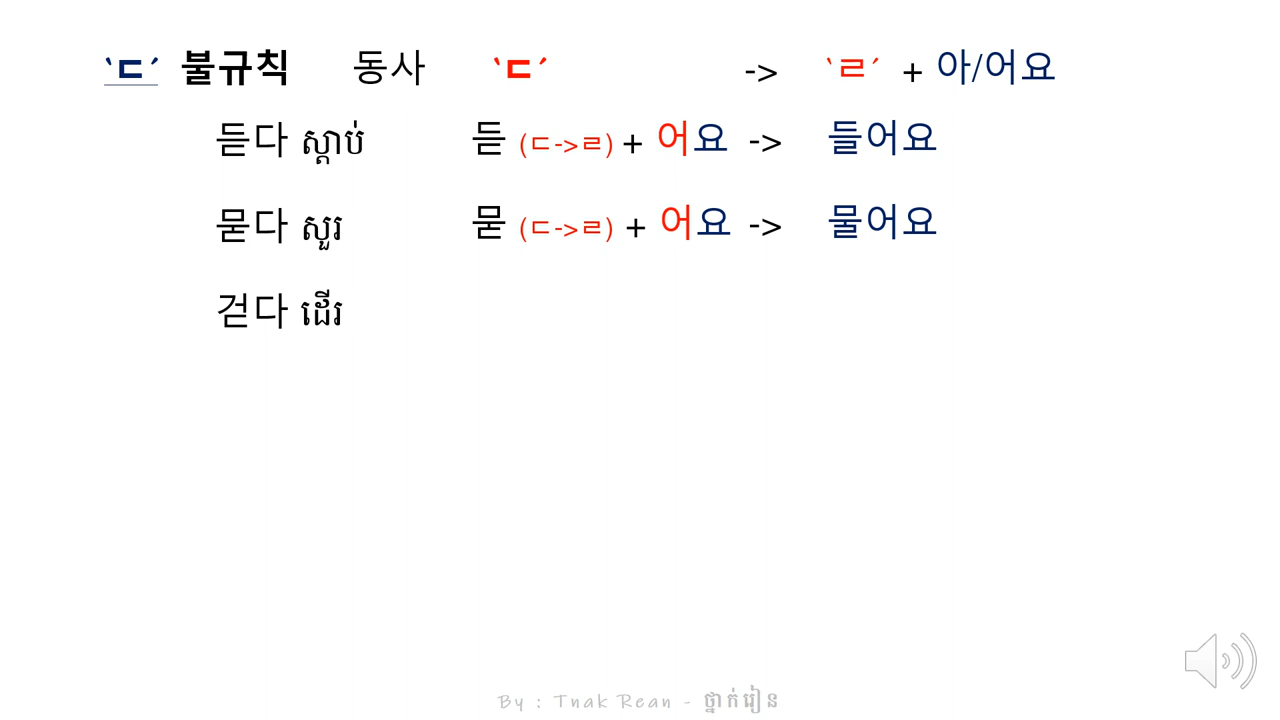 ‵ㄷ′ 불규칙 동사 ‵ㄷ′ -> ‵ㄹ′ + 아/어요
듣다 ស្ដាប់ 듣 (ㄷ->ㄹ) + 어요 -> 들어요
묻다 សួរ 묻 (ㄷ->ㄹ) + 어요 -> 물어요
걷다 ដើរ
By : Tnak Rean - ថ្នាក់រៀន